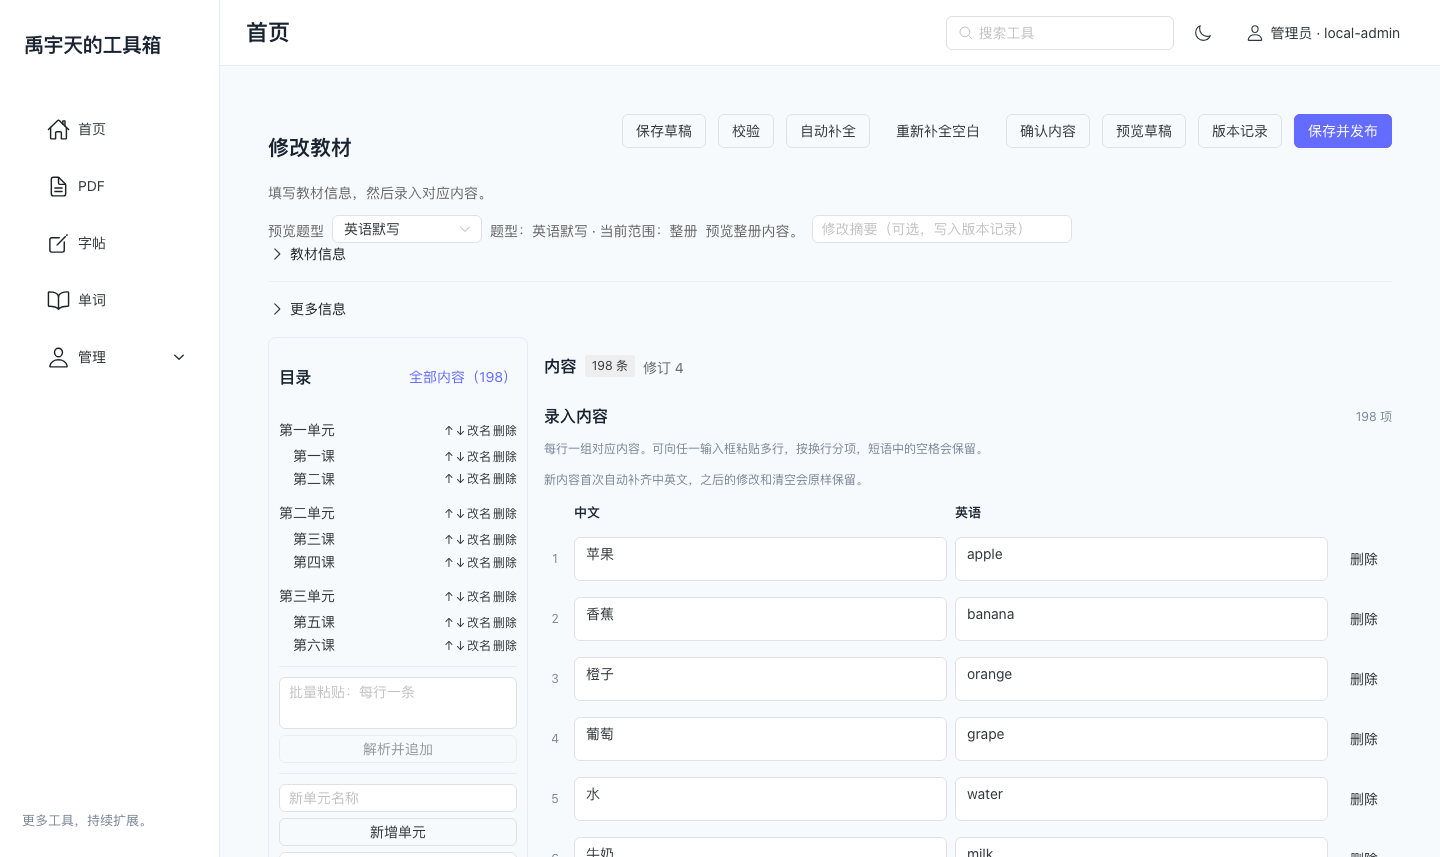 禹宇天的工具箱
首页
PDF
字帖
单词
管理
更多工具，持续扩展。
首页
搜索工具
管理员 · local-admin
修改教材
保存草稿 校验 自动补全 重新补全空白 确认内容 预览草稿 版本记录 保存并发布
填写教材信息，然后录入对应内容。
预览题型 英语默写 题型：英语默写 · 当前范围：整册 预览整册内容。 修改摘要（可选，写入版本记录）
教材信息
更多信息
目录 全部内容（198）
第一单元 ↑ ↓ 改名 删除
第一课 ↑ ↓ 改名 删除
第二课 ↑ ↓ 改名 删除
第二单元 ↑ ↓ 改名 删除
第三课 ↑ ↓ 改名 删除
第四课 ↑ ↓ 改名 删除
第三单元 ↑ ↓ 改名 删除
第五课 ↑ ↓ 改名 删除
第六课 ↑ ↓ 改名 删除
批量粘贴：每行一条
解析并追加
新单元名称
新增单元
内容 198 条 修订 4
录入内容 198 项
每行一组对应内容。可向任一输入框粘贴多行，按换行分项，短语中的空格会保留。
新内容首次自动补齐中英文，之后的修改和清空会原样保留。
中文 英语
1 苹果 apple 删除
2 香蕉 banana 删除
3 橙子 orange 删除
4 葡萄 grape 删除
5 水 water 删除
6 牛奶 milk 删除